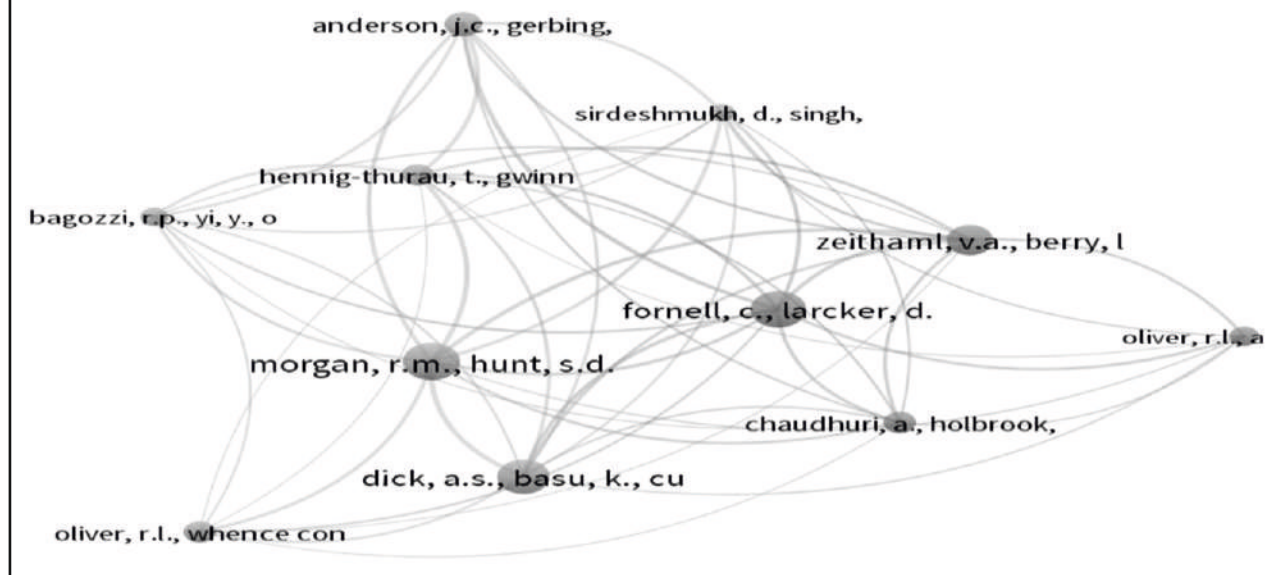 anderson, j.c., gerbing,
sirdeshmukh, d., singh,
hennig-thurau, t., gwinn
bagozzi, r.p., yi, y., o
zeithaml, v.a., berry, l
fornell, c., larcker, d.
oliver, r.l., a
morgan, r.m., hunt, s.d.
chaudhuri, a., holbrook,
dick, a.s., basu, k., cu
oliver, r.l., whence con